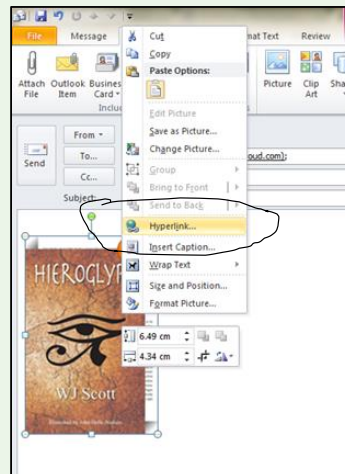 File Message mat Text Review
Attach File
Outlook Item
Busines Card
Inclu
Picture
Clip Art
Sha
Cut
Copy
Paste Options:
Edit Picture
Save as Picture...
Change Picture...
Group
Bring to Front
Send to Back
Hyperlink...
Insert Caption...
Wrap Text
Size and Position...
Format Picture...
6.49 cm
4.34 cm
Send
From
To...
Cc...
Subject:
oud.com);
HIEROGLYP
WJ Scott